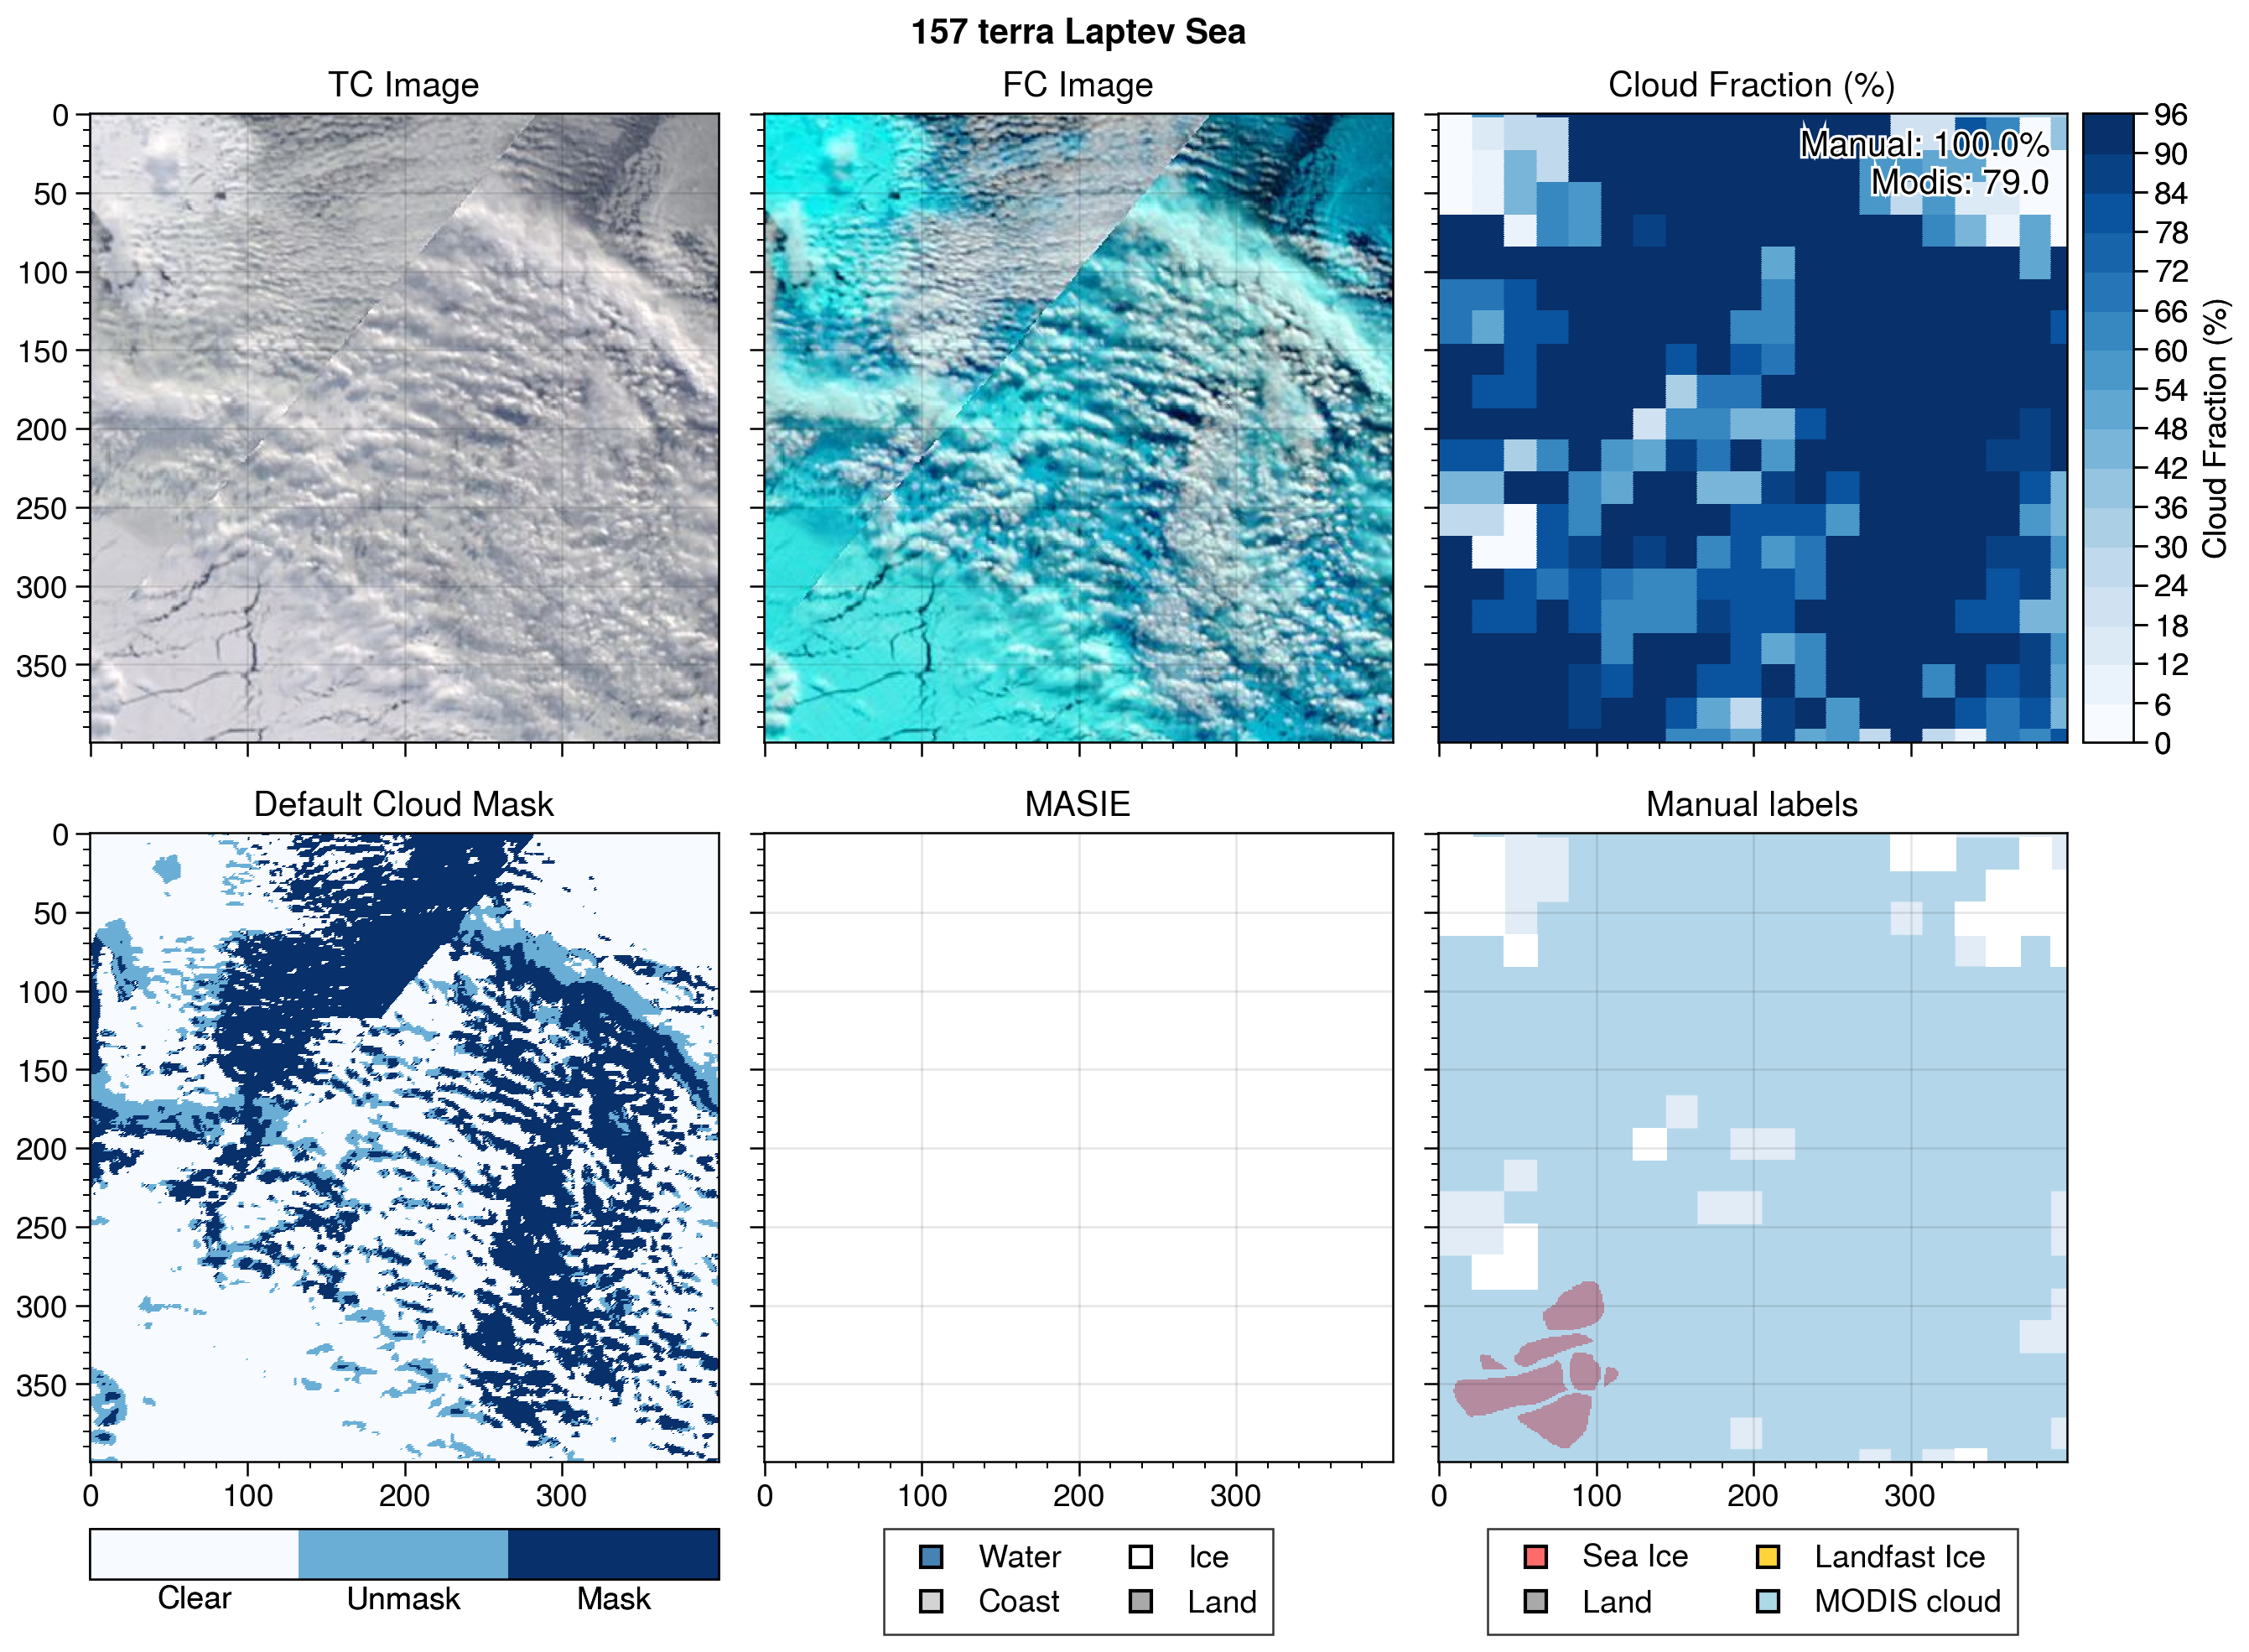 157 terra Laptev Sea
TC Image
FC Image
Cloud Fraction (%)
0
50
100
150
200
250
300
350
Manual: 100.0%
Modis: 79.0
96
90
84
78
72
66
60
54
48
42
36
30
24
18
12
6
0
Cloud Fraction (%)
Default Cloud Mask
MASIE
Manual labels
0
50
100
150
200
250
300
350
0 100 200 300
0 100 200 300
0 100 200 300
Clear Unmask Mask
Water Ice
Coast Land
Sea Ice Landfast Ice
Land MODIS cloud